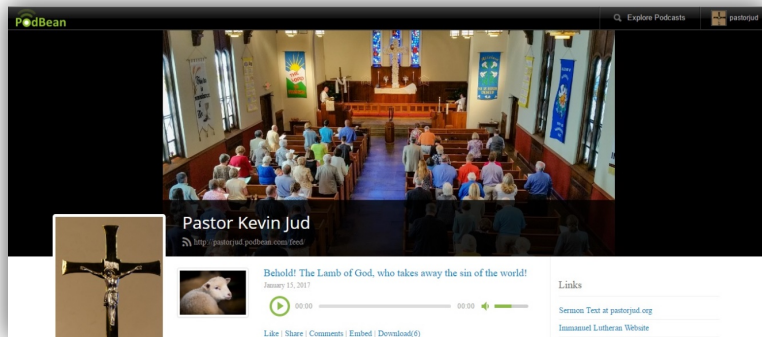 PodBean
Explore Podcasts
pastorjud
THE LORD
Pastor Kevin Jud
http://pastorjud.podbean.com/feed/
Behold! The Lamb of God, who takes away the sin of the world!
January 15, 2017
00:00
00:00
Like | Share | Comments | Embed | Download(6)
Links
Sermon Text at pastorjud.org
Immanuel Lutheran Website